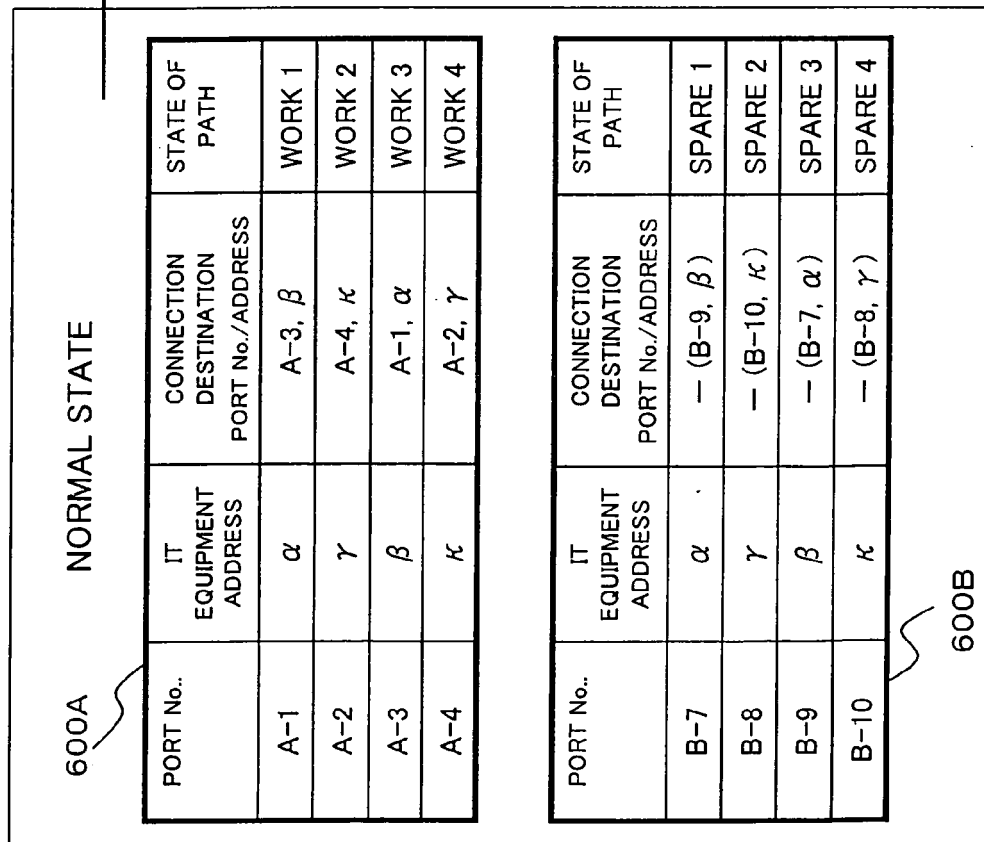 NORMAL STATE
600A
PORT No.. IT EQUIPMENT ADDRESS CONNECTION DESTINATION PORT No./ADDRESS STATE OF PATH
A-1 α A-3, β WORK 1
A-2 γ A-4, κ WORK 2
A-3 β A-1, α WORK 3
A-4 κ A-2, γ WORK 4
PORT No.. IT EQUIPMENT ADDRESS CONNECTION DESTINATION PORT No./ADDRESS STATE OF PATH
B-7 α — (B-9, β) SPARE 1
B-8 γ — (B-10, κ) SPARE 2
B-9 β — (B-7, α) SPARE 3
B-10 κ — (B-8, γ) SPARE 4
600B